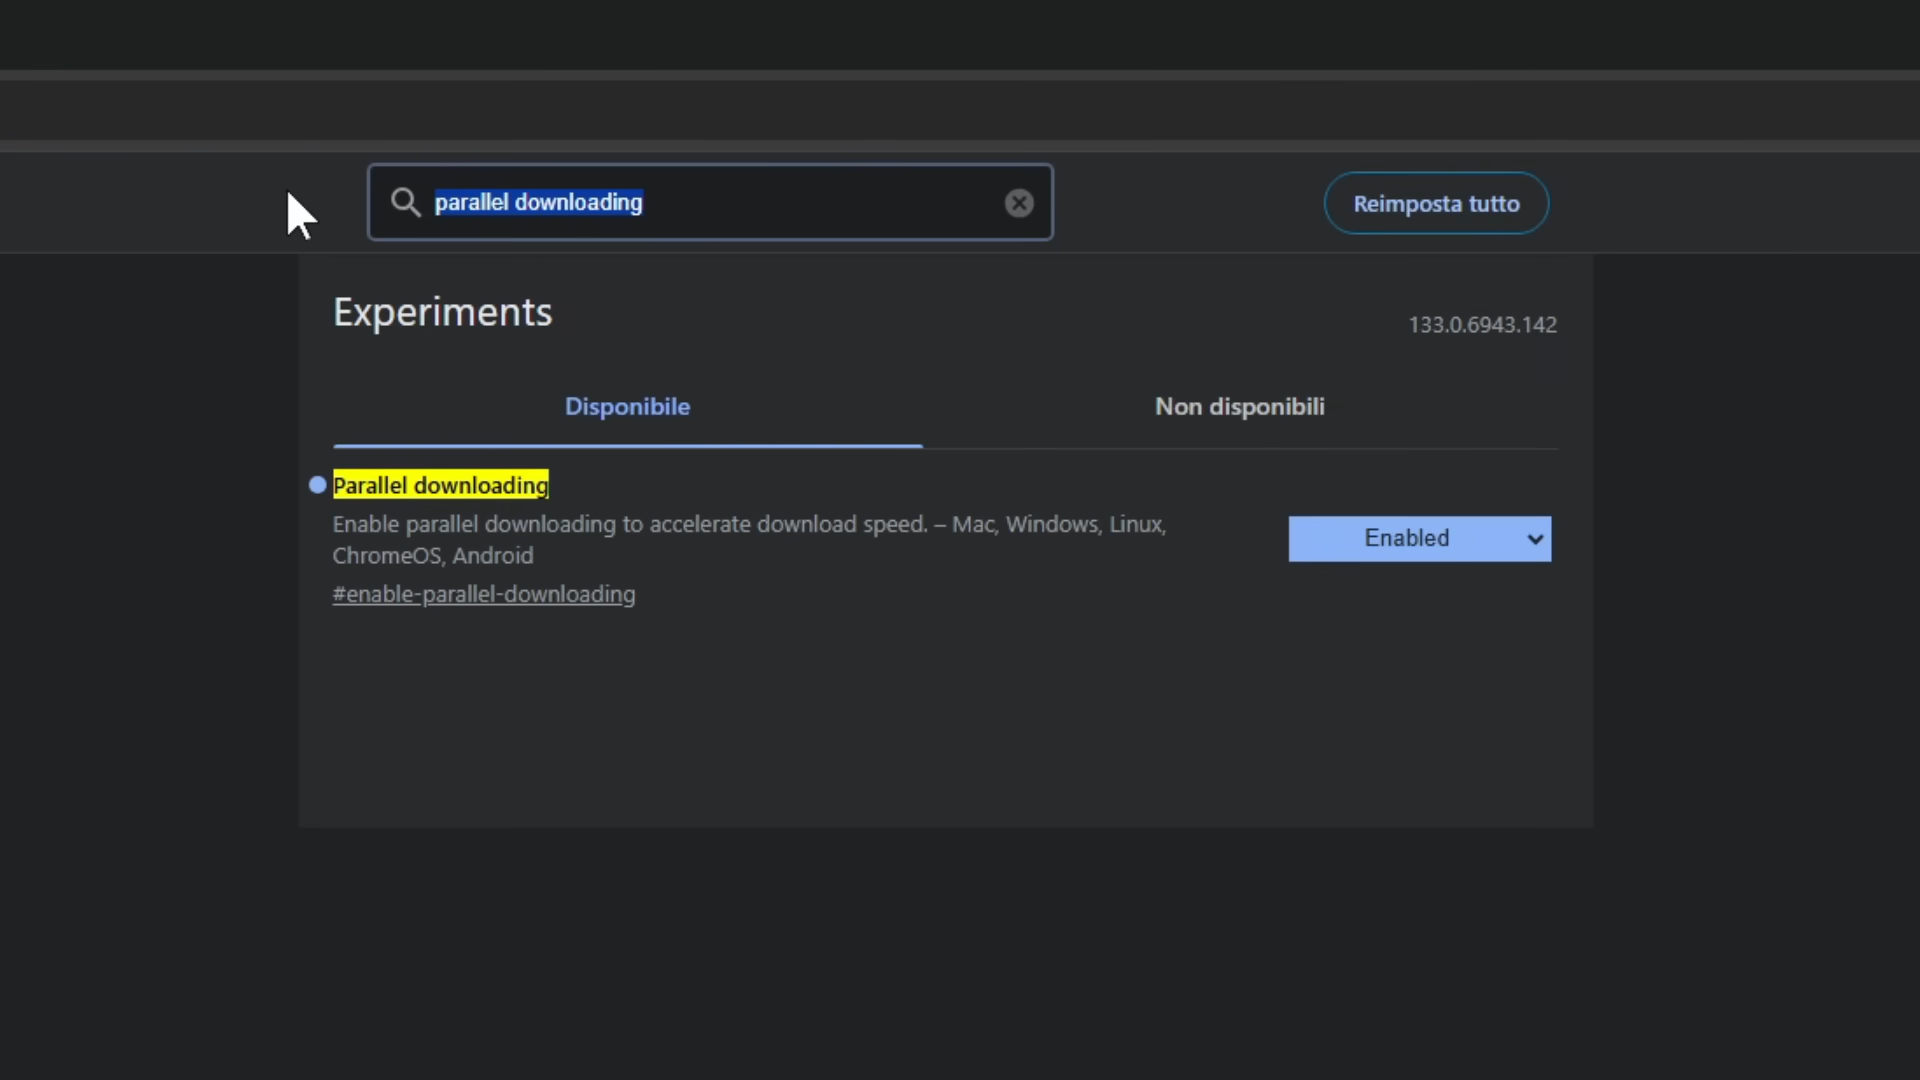 parallel downloading
Reimposta tutto
Experiments
133.0.6943.142
Disponibile
Non disponibili
Parallel downloading
Enable parallel downloading to accelerate download speed. – Mac, Windows, Linux,
ChromeOS, Android
Enabled
#enable-parallel-downloading